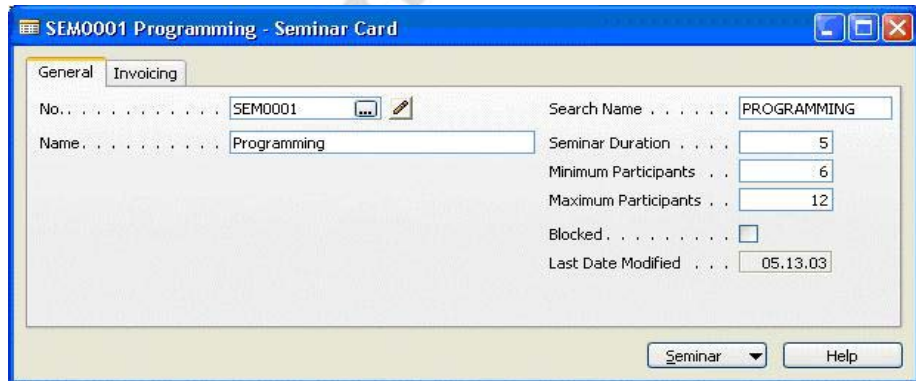 SEM0001 Programming - Seminar Card
General Invoicing
No. . . . . . . . . . . . . SEM0001 ...
Name. . . . . . . . . . . Programming
Search Name . . . . . . PROGRAMMING
Seminar Duration . . . . 5
Minimum Participants . . 6
Maximum Participants . . 12
Blocked. . . . . . . . . .
Last Date Modified . . . 05.13.03
Seminar Help